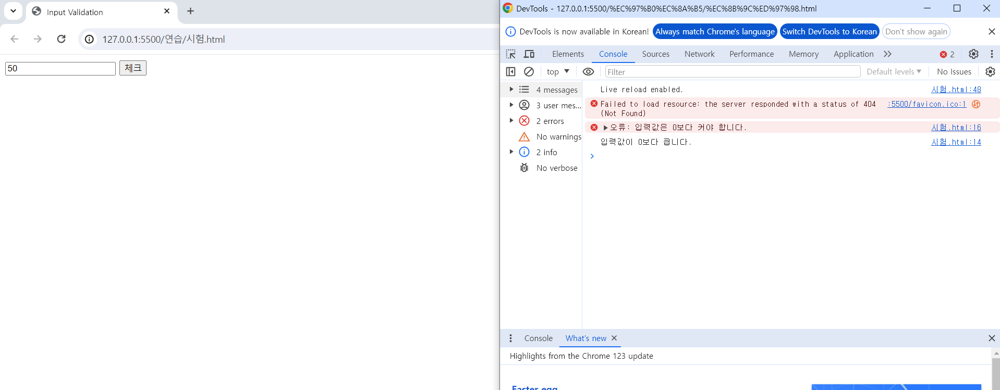 Input Validation
127.0.0.1:5500/연습/시험.html
50 체크
DevTools - 127.0.0.1:5500/%EC%97%B0%EC%8A%B5/%EC%8B%9C%ED%97%98.html
DevTools is now available in Korean! Always match Chrome's language Switch DevTools to Korean Don't show again
Elements Console Sources Network Performance Memory Application 2
top Filter Default levels No Issues
4 messages
3 user mes...
2 errors
No warnings
2 info
No verbose
Live reload enabled. 시험.html:48
Failed to load resource: the server responded with a status of 404 :5500/favicon.ico:1
(Not Found)
오류: 입력값은 0보다 커야 합니다. 시험.html:16
입력값이 0보다 큽니다. 시험.html:14
Console What's new
Highlights from the Chrome 123 update
Easter egg